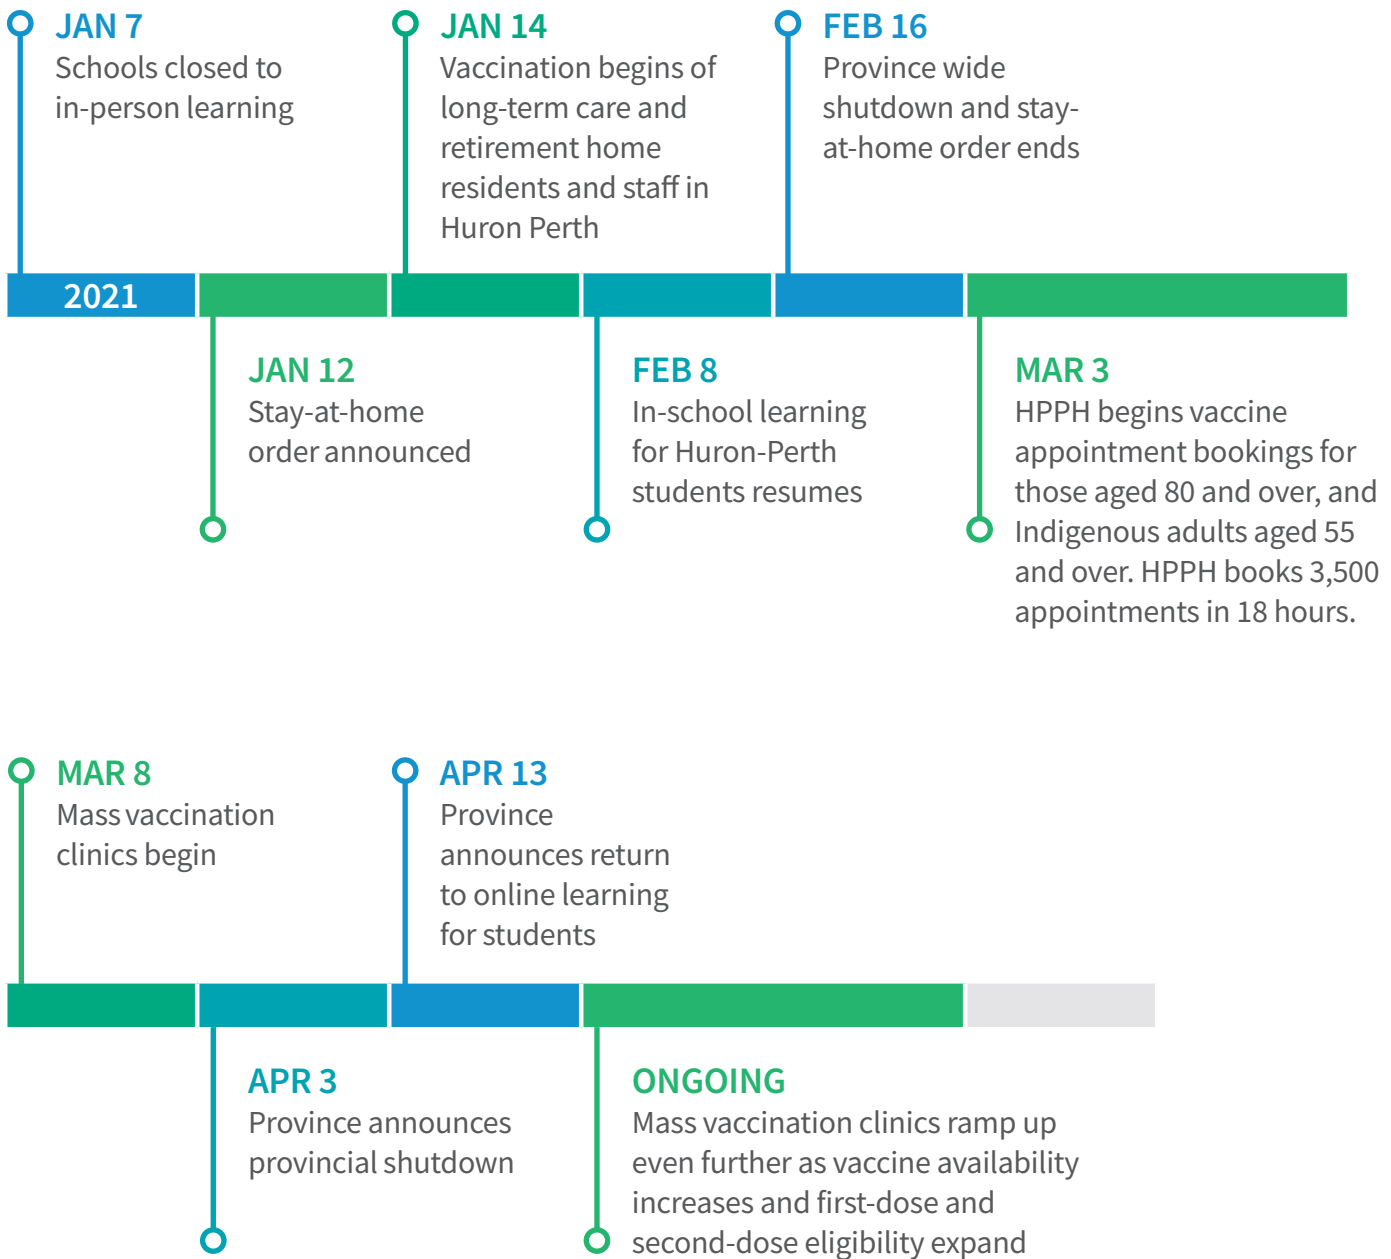 JAN 7
Schools closed to
in-person learning
JAN 14
Vaccination begins of
long-term care and
retirement home
residents and staff in
Huron Perth
FEB 16
Province wide
shutdown and stay-
at-home order ends
2021
JAN 12
Stay-at-home
order announced
FEB 8
In-school learning
for Huron-Perth
students resumes
MAR 3
HPPH begins vaccine
appointment bookings for
those aged 80 and over, and
Indigenous adults aged 55
and over. HPPH books 3,500
appointments in 18 hours.
MAR 8
Mass vaccination
clinics begin
APR 13
Province
announces return
to online learning
for students
APR 3
Province announces
provincial shutdown
ONGOING
Mass vaccination clinics ramp up
even further as vaccine availability
increases and first-dose and
second-dose eligibility expand